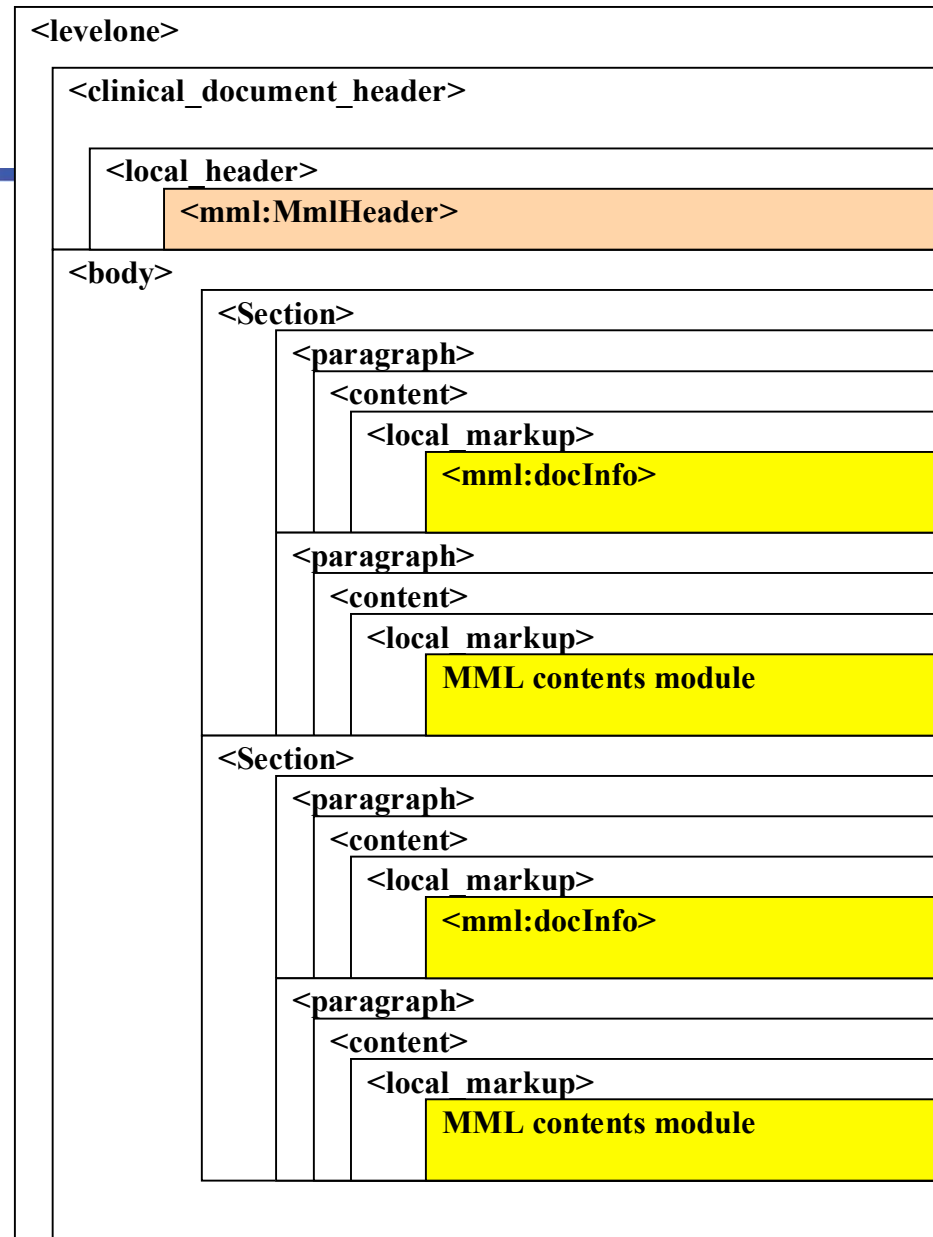 <levelone>
<clinical_document_header>
<local_header>
<mml:MmlHeader>
<body>
<Section>
<paragraph>
<content>
<local_markup>
<mml:docInfo>
<paragraph>
<content>
<local_markup>
MML contents module
<Section>
<paragraph>
<content>
<local_markup>
<mml:docInfo>
<paragraph>
<content>
<local_markup>
MML contents module